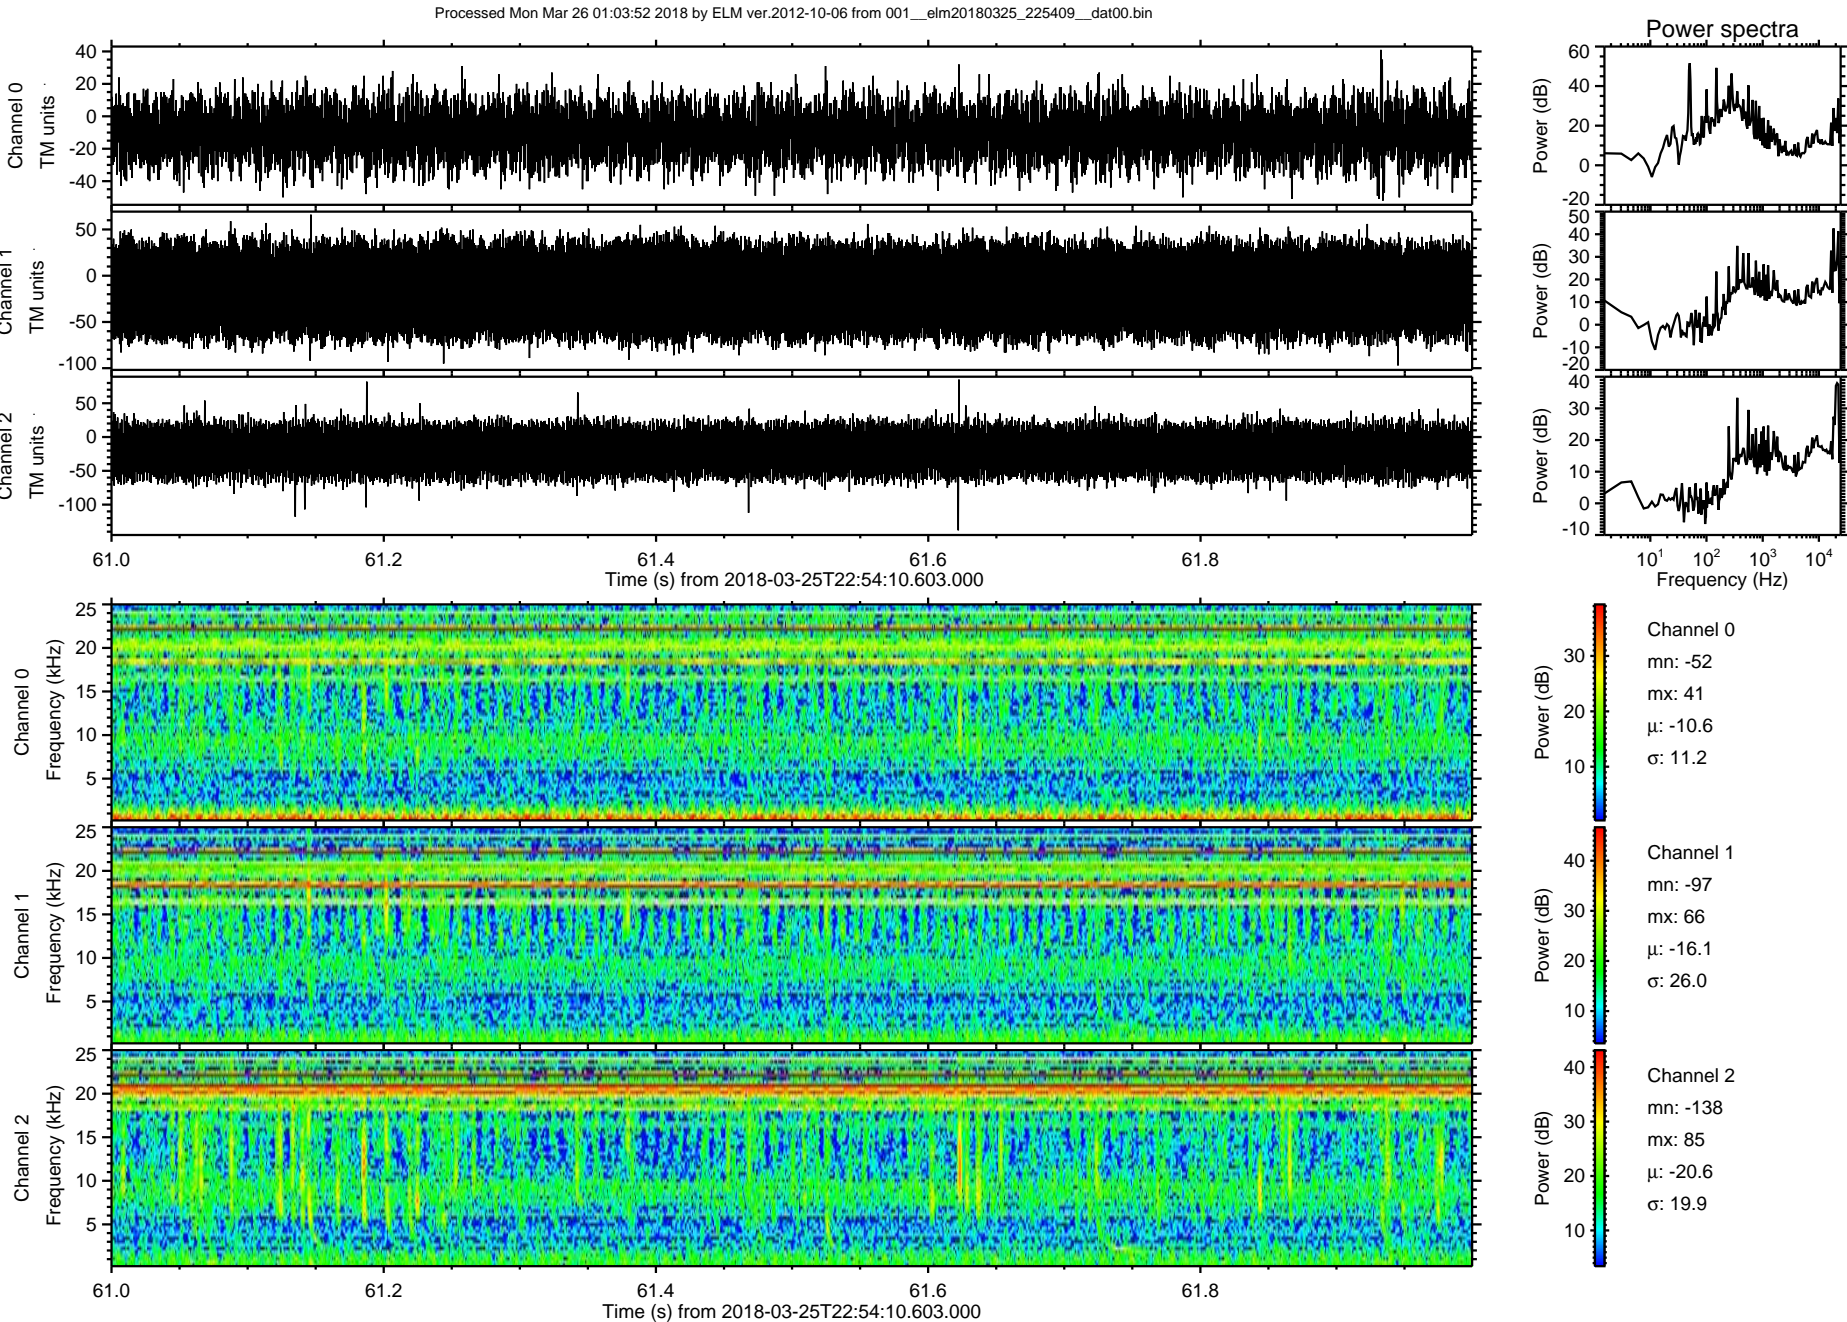 Processed Mon Mar 26 01:03:52 2018 by ELM ver.2012-10-06 from 001__elm20180325_225409__dat00.bin
Power spectra
Channel 0
TM units
40
20
0
-20
-40
Power (dB)
60
40
20
0
-20
Channel 1
TM units
50
0
-50
-100
Power (dB)
50
40
30
20
10
0
-10
-20
Channel 2
TM units
50
0
-50
-100
Power (dB)
40
30
20
10
0
-10
61.0 61.2 61.4 61.6 61.8
Time (s) from 2018-03-25T22:54:10.603.000
10^1 10^2 10^3 10^4
Frequency (Hz)
Channel 0
Frequency (kHz)
25
20
15
10
5
Power (dB)
30
20
10
Channel 0
mn: -52
mx: 41
μ: -10.6
σ: 11.2
Channel 1
Frequency (kHz)
25
20
15
10
5
Power (dB)
40
30
20
10
Channel 1
mn: -97
mx: 66
μ: -16.1
σ: 26.0
Channel 2
Frequency (kHz)
25
20
15
10
5
Power (dB)
40
30
20
10
Channel 2
mn: -138
mx: 85
μ: -20.6
σ: 19.9
61.0 61.2 61.4 61.6 61.8
Time (s) from 2018-03-25T22:54:10.603.000